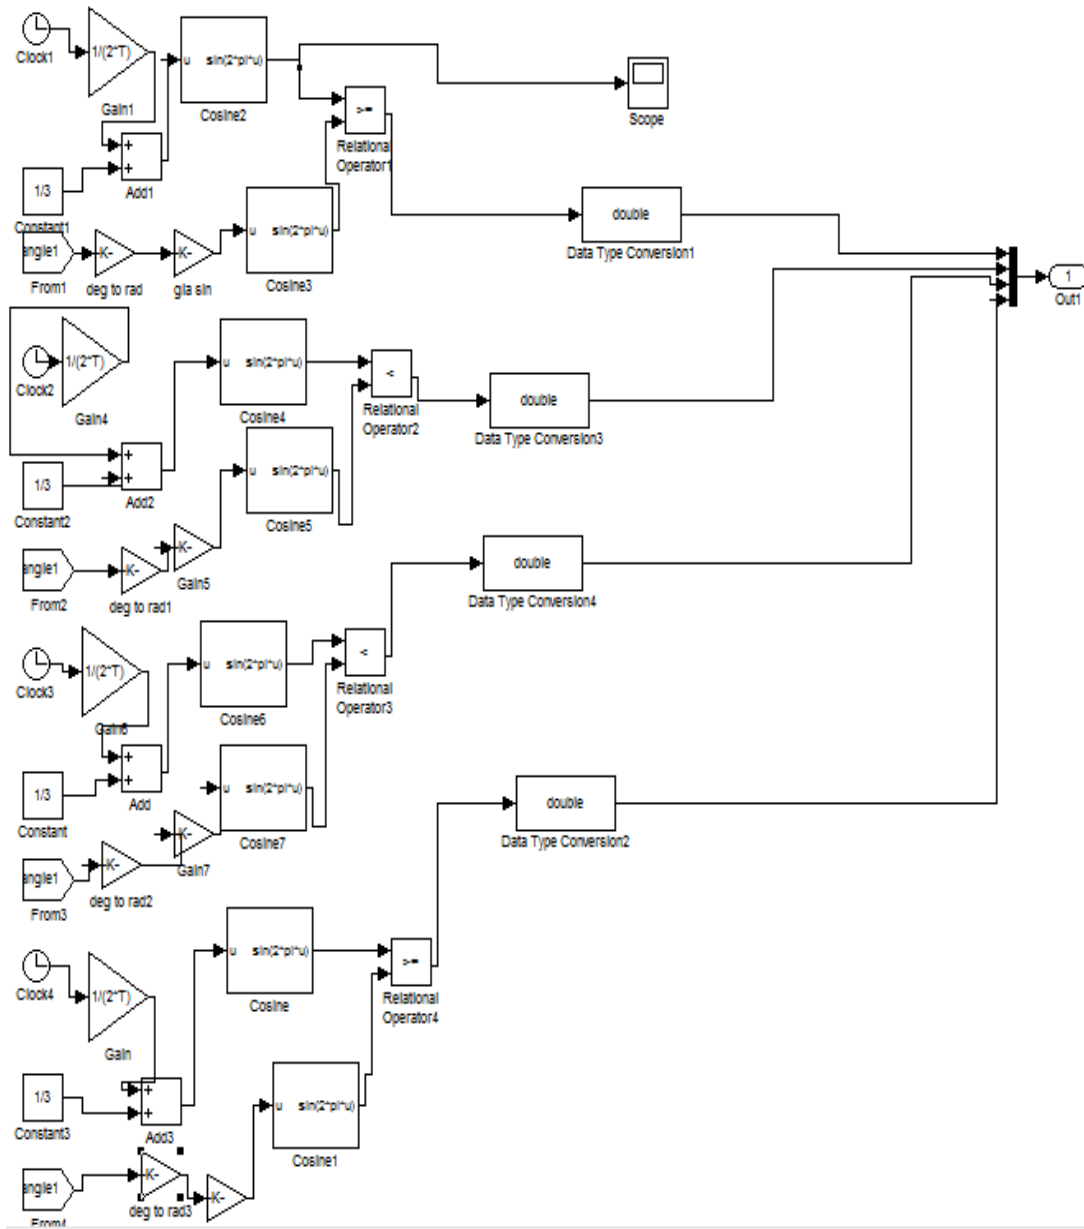 Clock1
1/(2*T)
Gain1
u sin(2*pi*u)
Cosine2
>=
Relational
Operator1
Scope
+
+
Add1
1/3
Constant1
angle1
From1
-K-
deg to rad
-K-
gia sin
u sin(2*pi*u)
Cosine3
double
Data Type Conversion1
1
Out1
Clock2
1/(2*T)
Gain4
u sin(2*pi*u)
Cosine4
<
Relational
Operator2
double
Data Type Conversion3
+
+
Add2
1/3
Constant2
u sin(2*pi*u)
Cosine5
angle1
From2
-K-
deg to rad1
-K-
Gain5
double
Data Type Conversion4
Clock3
1/(2*T)
Gain6
u sin(2*pi*u)
Cosine6
<
Relational
Operator3
+
+
Add
1/3
Constant
u sin(2*pi*u)
Cosine7
-K-
Gain7
angle1
From3
-K-
deg to rad2
double
Data Type Conversion2
Clock4
1/(2*T)
Gain
u sin(2*pi*u)
Cosine
>=
Relational
Operator4
1/3
Constant3
+
+
Add3
u sin(2*pi*u)
Cosine1
angle1
From4
-K-
deg to rad3
-K-